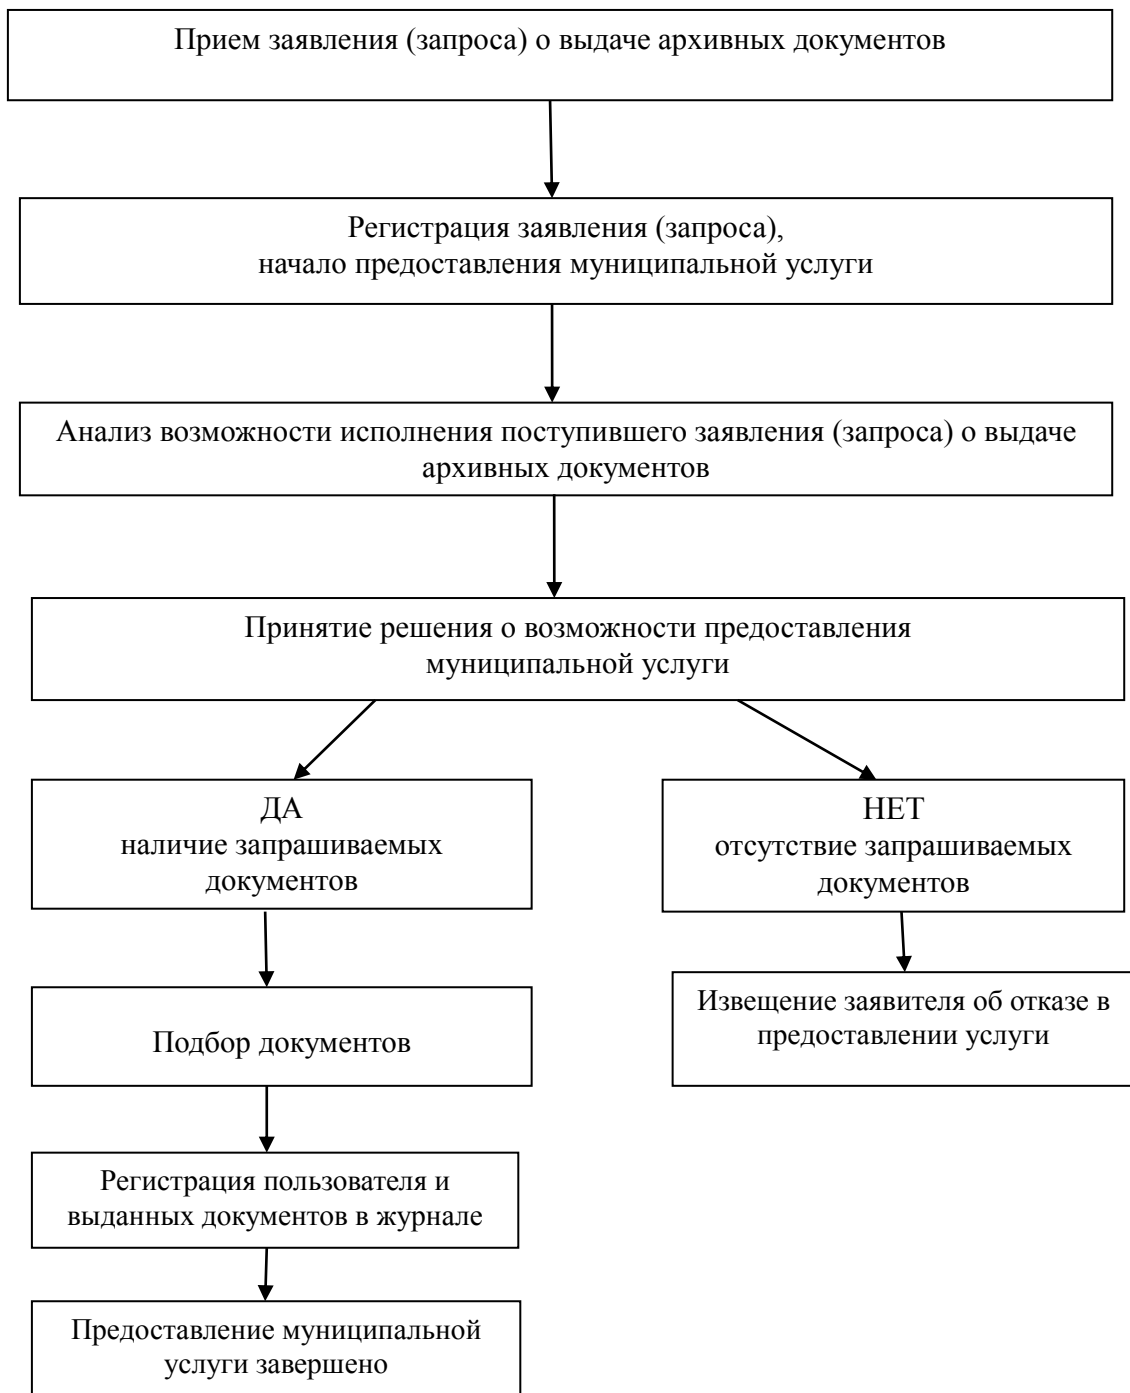 Прием заявления (запроса) о выдаче архивных документов
Регистрация заявления (запроса),
начало предоставления муниципальной услуги
Анализ возможности исполнения поступившего заявления (запроса) о выдаче
архивных документов
Принятие решения о возможности предоставления
муниципальной услуги
ДА
наличие запрашиваемых
документов
НЕТ
отсутствие запрашиваемых
документов
Подбор документов
Извещение заявителя об отказе в
предоставлении услуги
Регистрация пользователя и
выданных документов в журнале
Предоставление муниципальной
услуги завершено